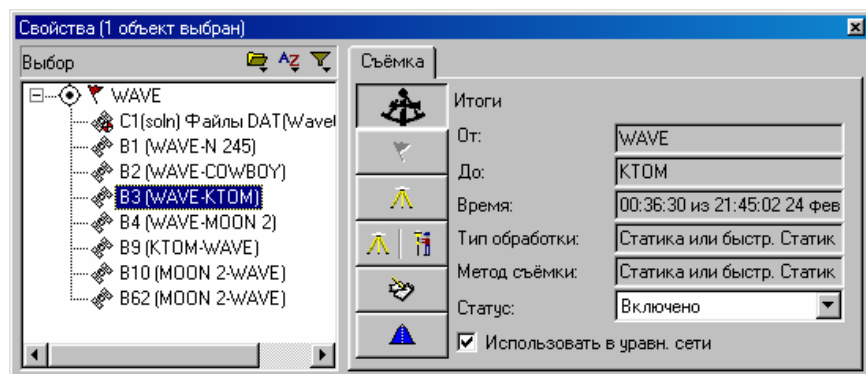 Свойства (1 объект выбран)
Выбор
Съёмка
WAVE
C1(soln) Файлы DAT(Wave
B1 (WAVE-N 245)
B2 (WAVE-COWBOY)
B3 (WAVE-KTOM)
B4 (WAVE-MOON 2)
B9 (KTOM-WAVE)
B10 (MOON 2-WAVE)
B62 (MOON 2-WAVE)
Итоги
От: WAVE
До: KTOM
Время: 00:36:30 из 21:45:02 24 фев
Тип обработки: Статика или быстр. Статик
Метод съёмки: Статика или быстр. Статик
Статус: Включено
Использовать в уравн. сети